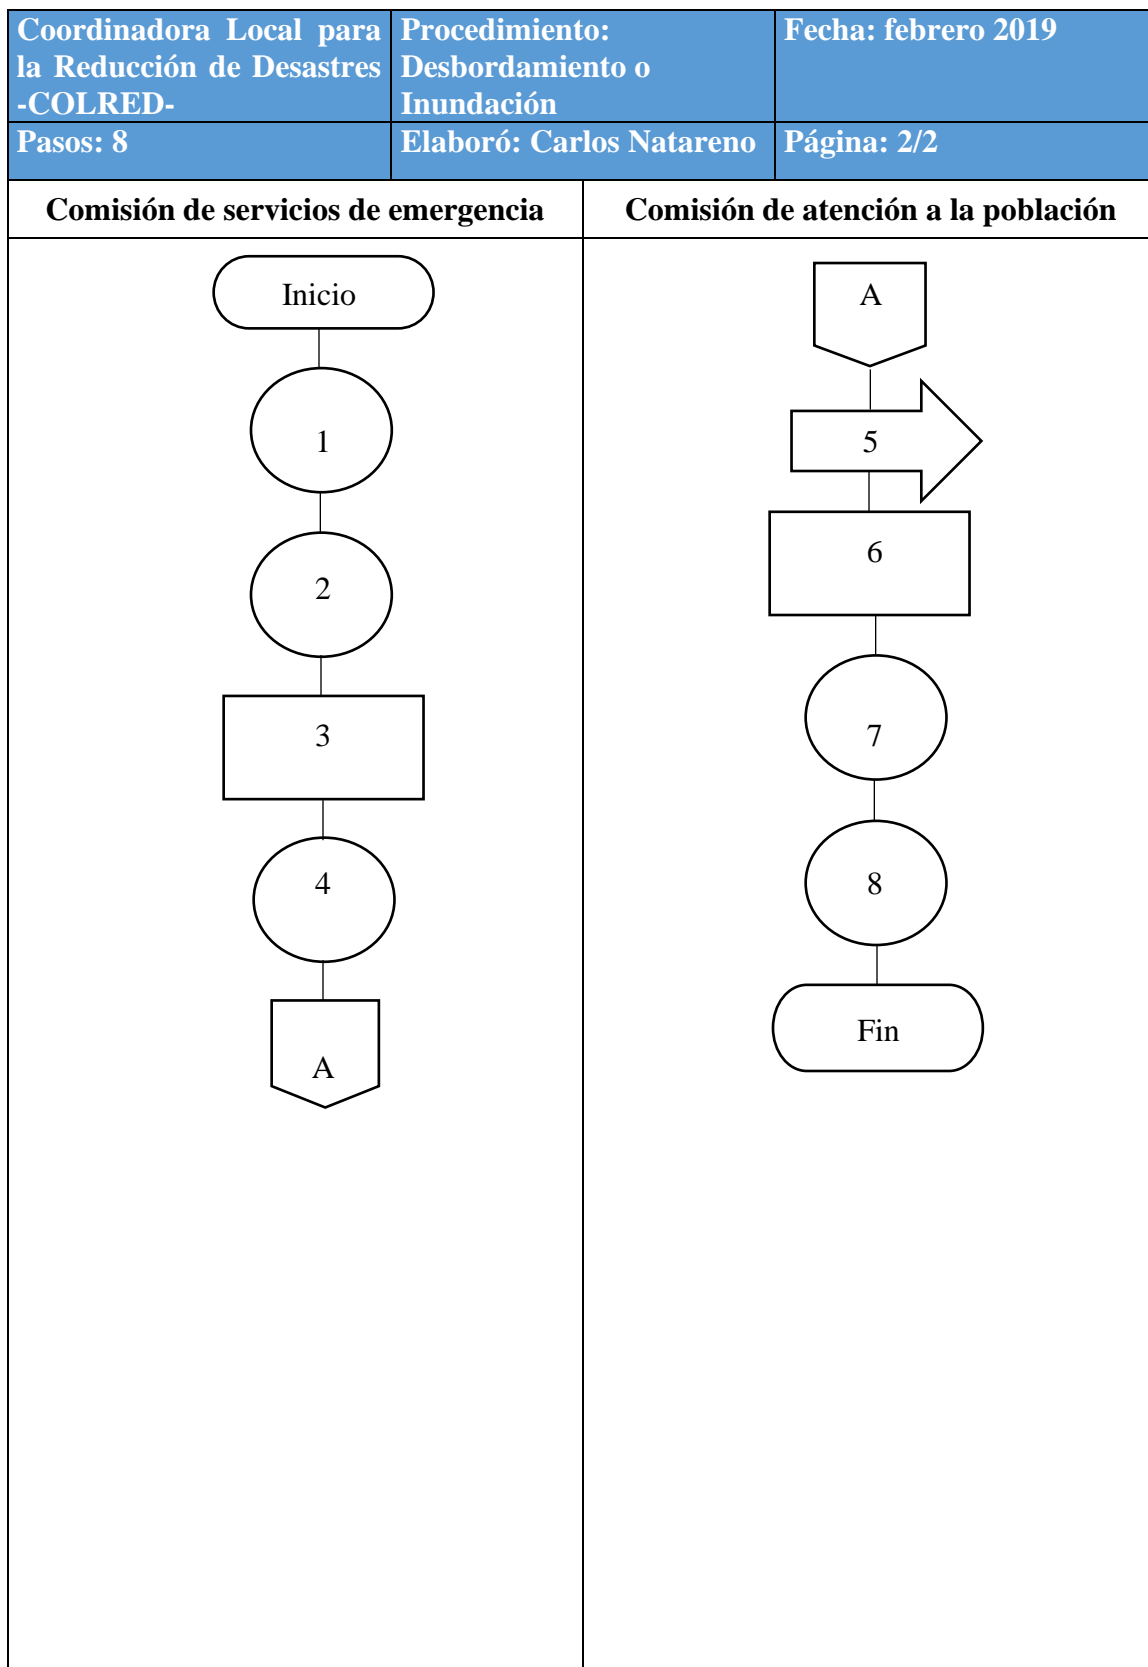 Coordinadora Local para
la Reducción de Desastres
-COLRED-
Procedimiento:
Desbordamiento o
Inundación
Fecha: febrero 2019
Pasos: 8
Elaboró: Carlos Natareno
Página: 2/2
Comisión de servicios de emergencia
Comisión de atención a la población
Inicio
1
2
3
4
A
A
5
6
7
8
Fin